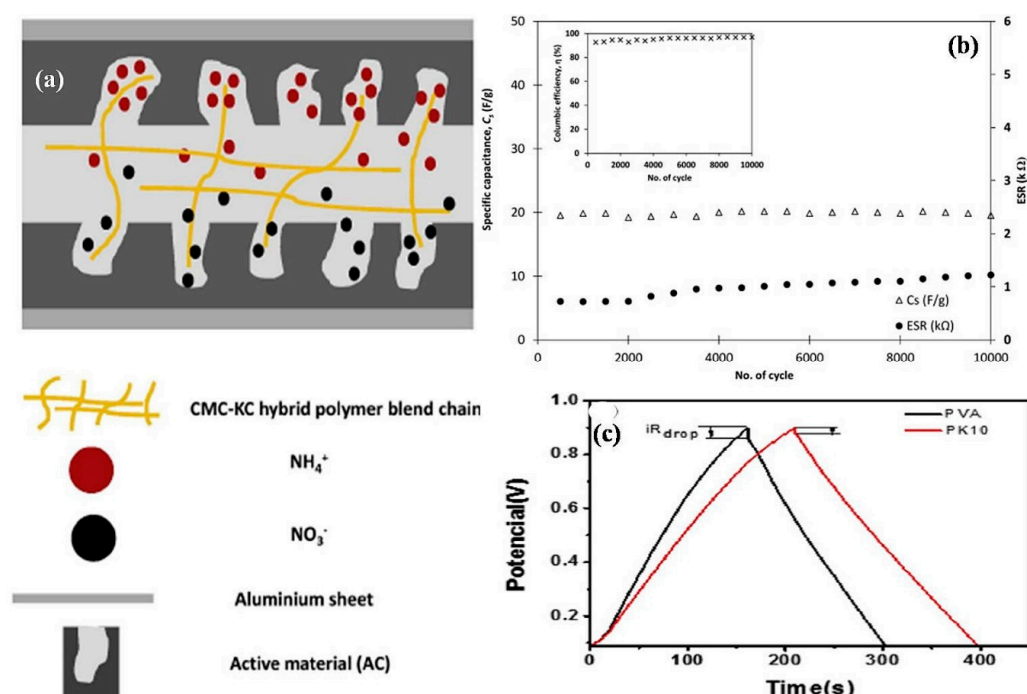 (a)
CMC-KC hybrid polymer blend chain
NH₄⁺
NO₃⁻
Aluminium sheet
Active material (AC)
(b)
Specific capacitance, Cₛ (F/g)
50
40
30
20
10
0
ESR (k Ω)
6
5
4
3
2
1
0
Columbic efficiency, η (%)
100
80
60
40
20
0
0 2000 4000 6000 8000 10000
No. of cycle
△ Cs (F/g)
● ESR (kΩ)
0 2000 4000 6000 8000 10000
No. of cycle
(c)
iR drop
PVA
PK10
Potencial(V)
0.8
0.6
0.4
0.2
0 100 200 300 400
Time(s)